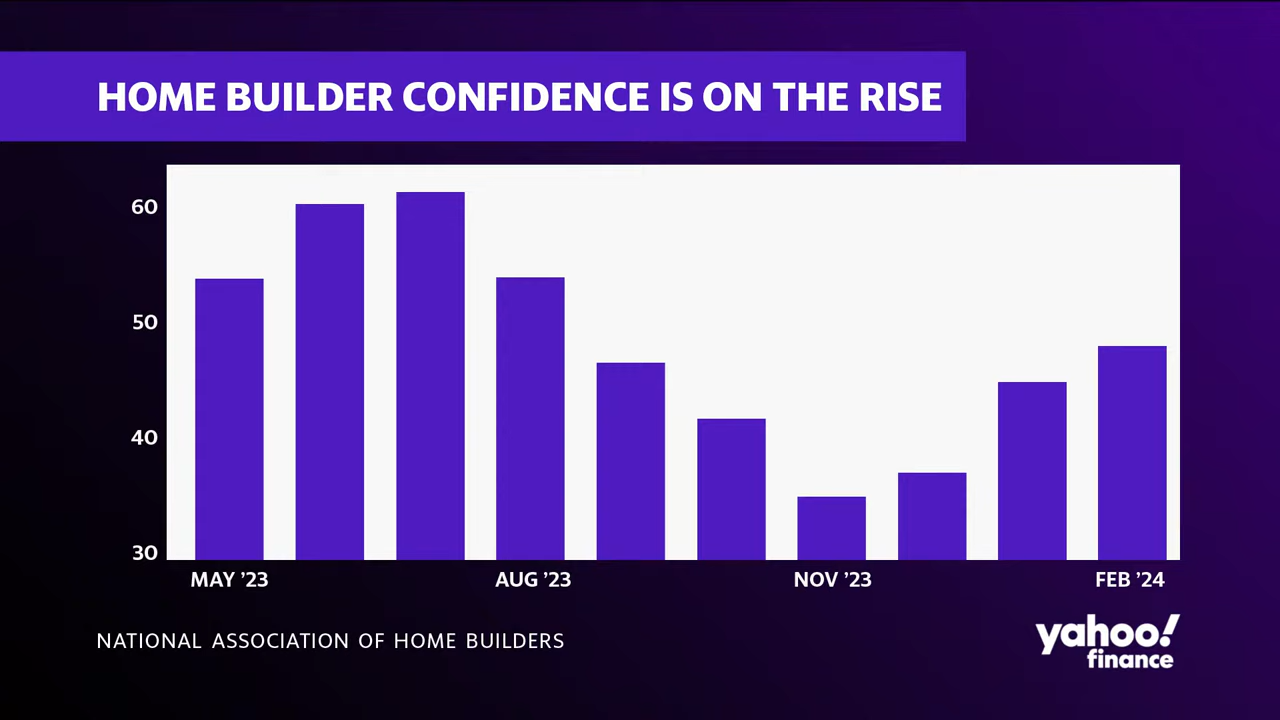 HOME BUILDER CONFIDENCE IS ON THE RISE
60
50
40
30
MAY ’23
AUG ’23
NOV ’23
FEB ’24
NATIONAL ASSOCIATION OF HOME BUILDERS
yahoo!
finance